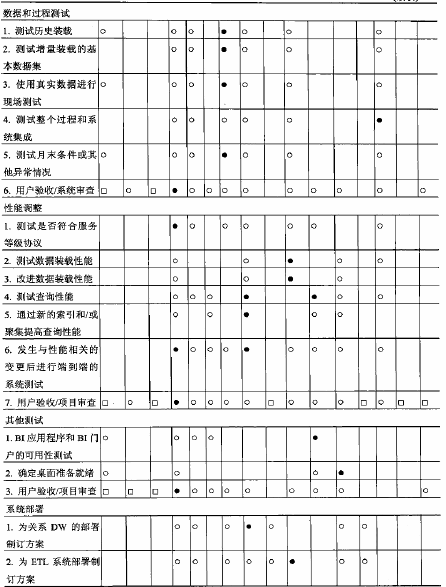 数据和过程测试
1. 测试历史装载
2. 测试增量装载的基
本数据集
3. 使用真实数据进行
现场测试
4. 测试整个过程和系
统集成
5. 测试月末条件或其
他异常情况
6. 用户验收/系统审查
性能调整
1. 测试是否符合服务
等级协议
2. 测试数据装载性能
3. 改进数据装载性能
4. 测试查询性能
5. 通过新的索引和/或
聚集提高查询性能
6. 发生与性能相关的
变更后进行端到端的
系统测试
7. 用户验收/项目审查
其他测试
1. BI 应用程序和 BI 门
户的可用性测试
2. 确定桌面准备就绪
3. 用户验收/项目审查
系统部署
1. 为关系 DW 的部署
制订方案
2. 为 ETL 系统部署制
订方案